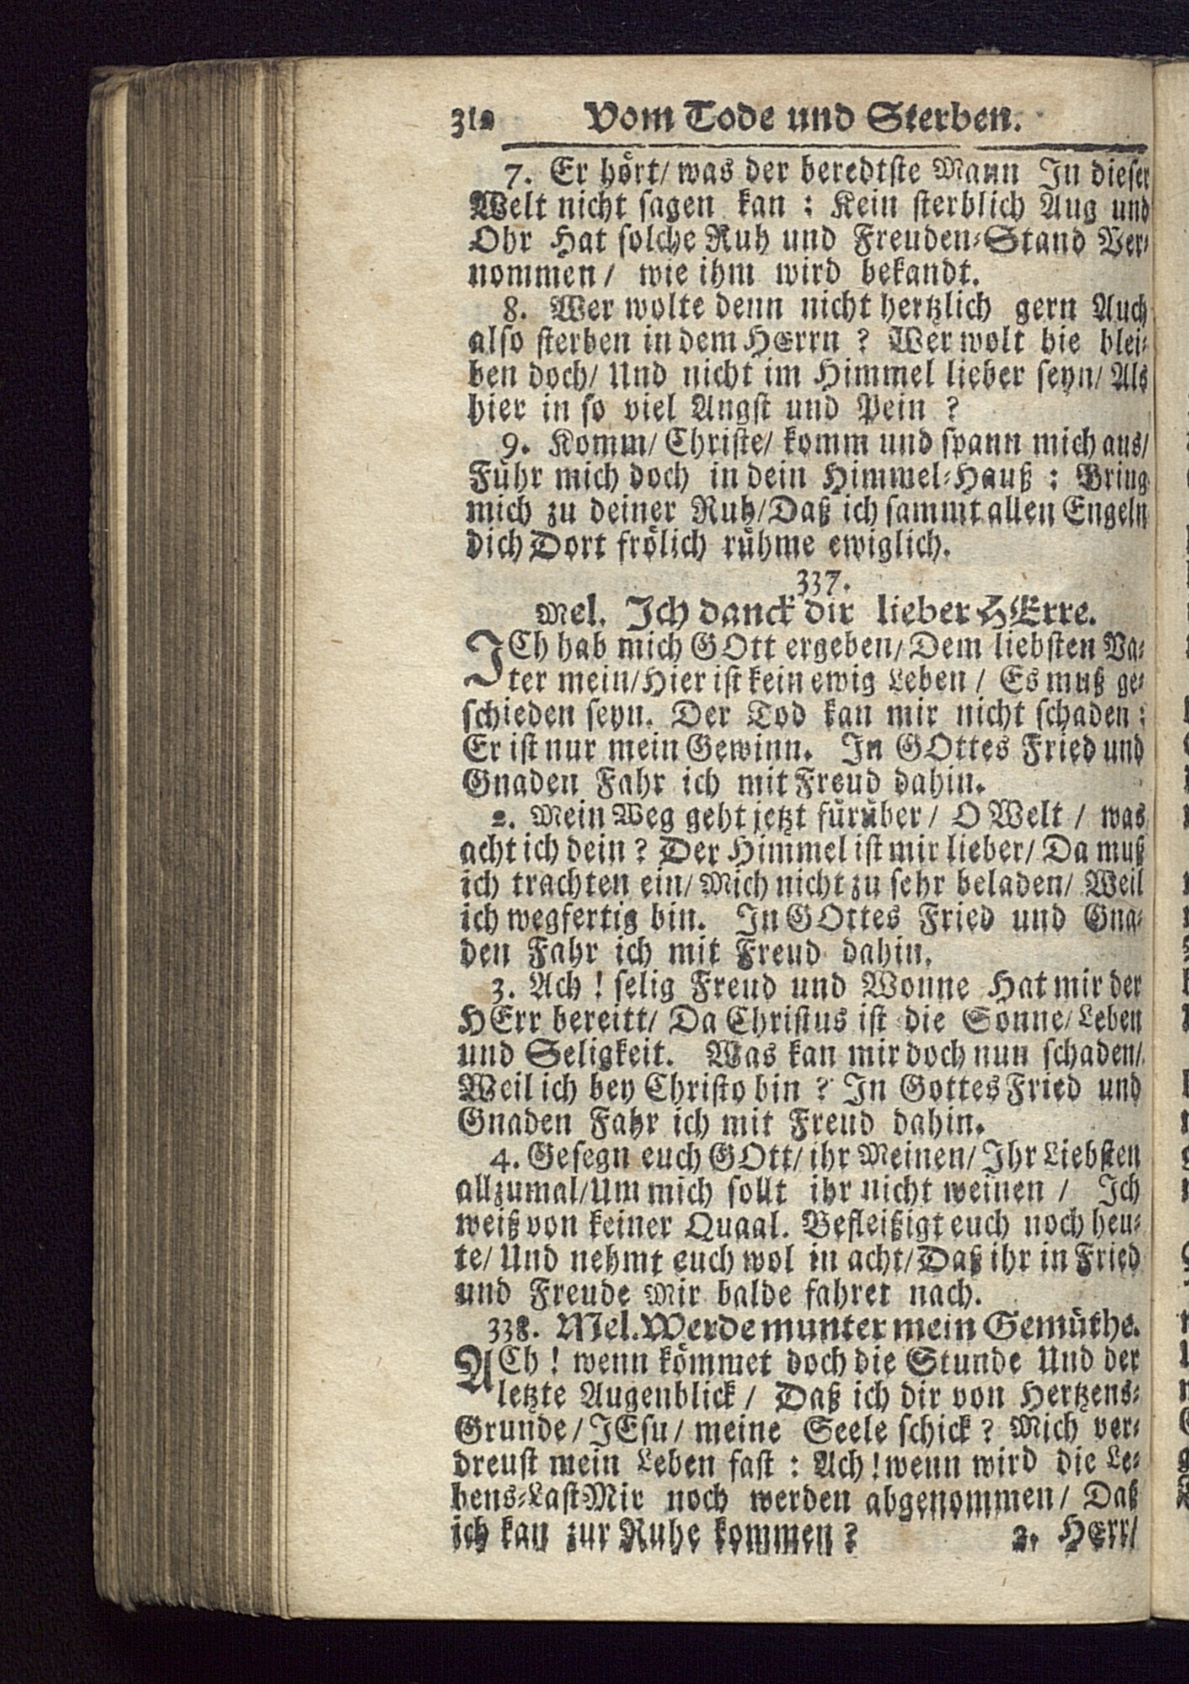 312 Vom Tode und Sterben.
7. Er hört/ was der beredtste Mann In dieser
Welt nicht sagen kan : Kein sterblich Aug und
Ohr Hat solche Ruh und Freuden-Stand Ver-
nommen / wie ihm wird bekandt.
8. Wer wolte denn nicht hertzlich gern Auch
also sterben in dem HErrn ? Wer wolt hie blei-
ben doch/ Und nicht im Himmel lieber seyn/ Als
hier in so viel Angst und Pein ?
9. Komm/ Christe/ komm und spann mich aus/
Führ mich doch in dein Himmel-Hauß : Bring
mich zu deiner Ruh/ Daß ich sammt allen Engeln
dich Dort frölich rühme ewiglich.
337.
Mel. Ich danck dir lieber HErre.
ICh hab mich GOtt ergeben/ Dem liebsten Va-
ter mein/ Hier ist kein ewig Leben / Es muß ge-
schieden seyn. Der Tod kan mir nicht schaden :
Er ist nur mein Gewinn. In GOttes Fried und
Gnaden Fahr ich mit Freud dahin.
2. Mein Weg geht jetzt fürüber / O Welt / was
acht ich dein ? Der Himmel ist mir lieber/ Da muß
ich trachten ein/ Mich nicht zu sehr beladen/ Weil
ich wegfertig bin. In GOttes Fried und Gna-
den Fahr ich mit Freud dahin.
3. Ach ! selig Freud und Wonne Hat mir der
HErr bereitt/ Da Christus ist die Sonne/ Leben
und Seligkeit. Was kan mir doch nun schaden/
Weil ich bey Christo bin ? In Gottes Fried und
Gnaden Fahr ich mit Freud dahin.
4. Gesegn euch GOtt/ ihr Meinen/ Ihr Liebsten
allzumal/ Um mich sollt ihr nicht weinen / Ich
weiß von keiner Quaal. Befleißigt euch noch heu-
te/ Und nehmt euch wol in acht/ Daß ihr in Fried
und Freude Mir balde fahret nach.
338. Mel. Werde munter mein Gemüthe.
ACh ! wenn kömmet doch die Stunde Und der
letzte Augenblick / Daß ich dir von Hertzens-
Grunde / JEsu / meine Seele schick ? Mich ver-
dreust mein Leben fast : Ach ! wenn wird die Le-
bens-Last Mir noch werden abgenommen/ Daß
ich kan zur Ruhe kommen ? 2. HErr/